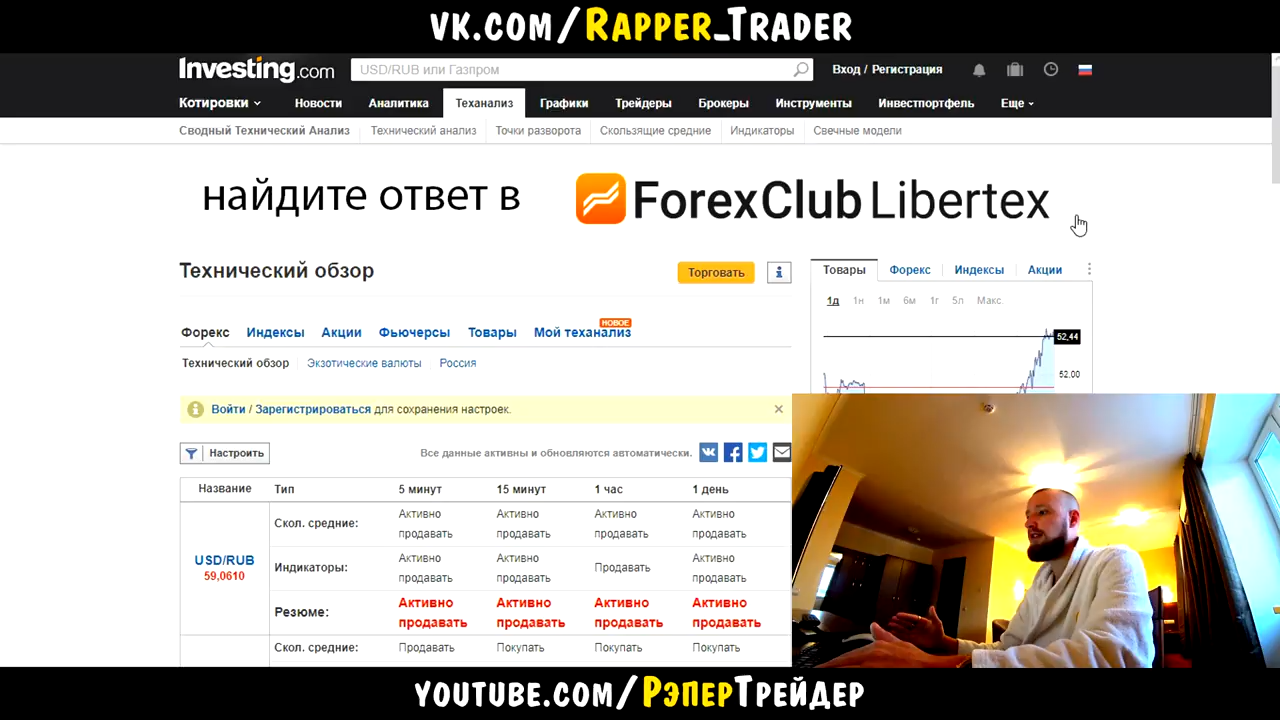 vk.com/Rapper_Trader
Investing.com
USD/RUB или Газпром
Вход / Регистрация
Котировки
Новости
Аналитика
Теханализ
Графики
Трейдеры
Брокеры
Инструменты
Инвестпортфель
Еще
Сводный Технический Анализ
Технический анализ
Точки разворота
Скользящие средние
Индикаторы
Свечные модели
найдите ответ в
ForexClub Libertex
Технический обзор
Торговать
i
Товары
Форекс
Индексы
Акции
1д 1н 1м 6м 1г 5л Макс.
52,44
52,00
НОВОЕ
Форекс Индексы Акции Фьючерсы Товары Мой теханализ
Технический обзор Экзотические валюты Россия
Войти / Зарегистрироваться для сохранения настроек.
Настроить
Все данные активны и обновляются автоматически.
Название Тип 5 минут 15 минут 1 час 1 день
USD/RUB
59,0610
Скол. средние: Активно продавать Активно продавать Активно продавать Активно продавать
Индикаторы: Активно продавать Активно продавать Продавать Активно продавать
Резюме: Активно продавать Активно продавать Активно продавать Активно продавать
Скол. средние: Продавать Покупать Покупать Покупать
youtube.com/РэперТрейдер